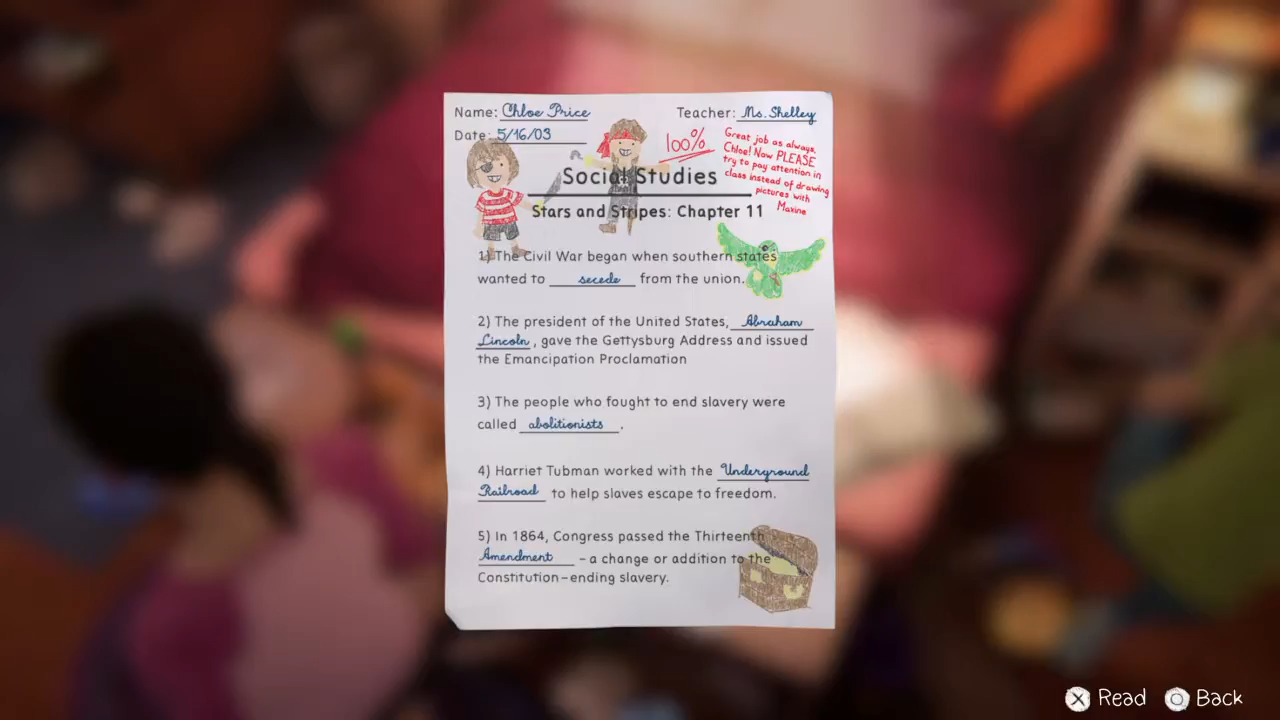 Name: Chloe Price
Teacher: Ms. Shelley
Date: 5/16/03
100%
Great job as always,
Chloe! Now PLEASE
try to pay attention in
class instead of drawing
pictures with
Maxine
Social Studies
Stars and Stripes: Chapter 11
1) The Civil War began when southern states
wanted to secede from the union.
2) The president of the United States, Abraham
Lincoln, gave the Gettysburg Address and issued
the Emancipation Proclamation
3) The people who fought to end slavery were
called abolitionists.
4) Harriet Tubman worked with the Underground
Railroad to help slaves escape to freedom.
5) In 1864, Congress passed the Thirteenth
Amendment - a change or addition to the
Constitution-ending slavery.
X Read O Back